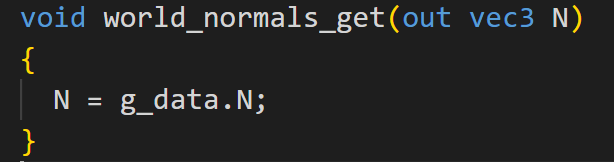 void world_normals_get(out vec3 N)
{
  N = g_data.N;
}